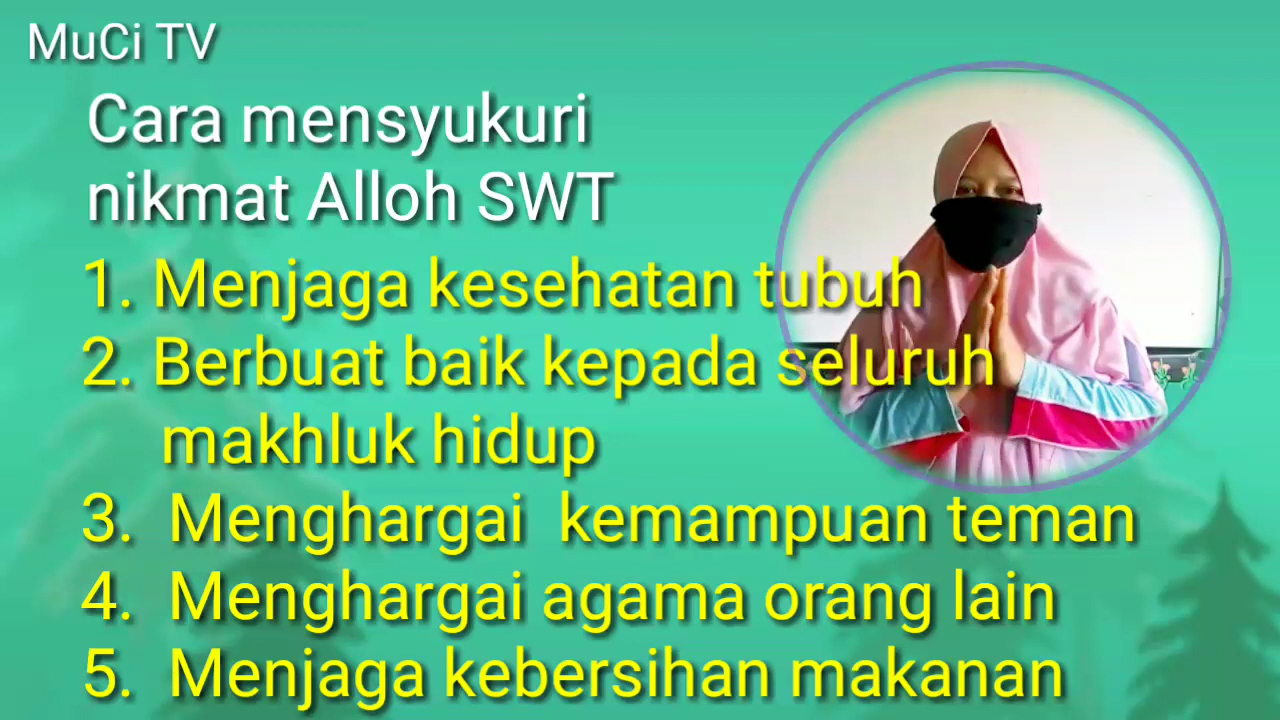 MuCi TV
Cara mensyukuri
nikmat Alloh SWT
1. Menjaga kesehatan tubuh
2. Berbuat baik kepada seluruh
makhluk hidup
3. Menghargai kemampuan teman
4. Menghargai agama orang lain
5. Menjaga kebersihan makanan